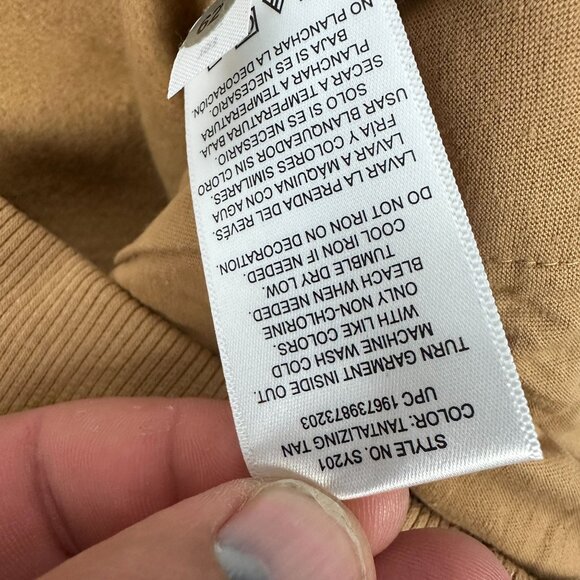 STYLE NO. SY201
COLOR: TANTALIZING TAN
UPC 196739873203
TURN GARMENT INSIDE OUT.
MACHINE WASH COLD
WITH LIKE COLORS.
ONLY NON-CHLORINE
BLEACH WHEN NEEDED.
TUMBLE DRY LOW.
COOL IRON IF NEEDED.
DO NOT IRON ON DECORATION.
LAVAR LA PRENDA DEL REVÉS.
LAVAR A MÁQUINA CON AGUA
FRÍA Y COLORES SIMILARES.
USAR BLANQUEADOR SIN CLORO
SOLO SI ES NECESARIO.
SECAR A TEMPERATURA BAJA.
PLANCHAR A TEMPERATURA
BAJA SI ES NECESARIO.
NO PLANCHAR LA DECORACIÓN.
62